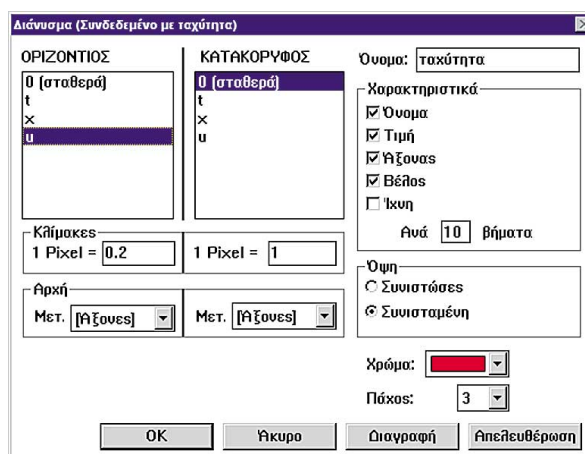 Διάνυσμα (Συνδεδεμένο με ταχύτητα)
ΟΡΙΖΟΝΤΙΟΣ
0 (σταθερά)
t
x
u
ΚΑΤΑΚΟΡΥΦΟΣ
0 (σταθερά)
t
x
u
Όνομα: ταχύτητα
Χαρακτηριστικά
Όνομα
Τιμή
Άξονας
Βέλος
Ίχνη
Ανά 10 βήματα
Κλίμακες
1 Pixel = 0.2
1 Pixel = 1
Αρχή
Μετ. [Άξονες]
Μετ. [Άξονες]
Όψη
Συνιστώσες
Συνισταμένη
Χρώμα:
Πάχος: 3
OK
Άκυρο
Διαγραφή
Απελευθέρωση